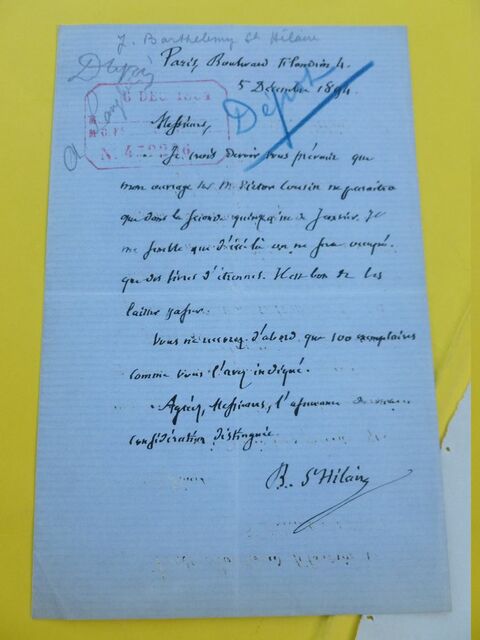 J. Barthélemy St Hilaire
Paris, Boulevard Flandrin 4.
5 Décembre 1894.
6 DEC 1894
Depot
Messieurs,
Je crois devoir vous prévenir que
mon ouvrage sur M. Victor Cousin ne paraîtra
que dans la seconde quinzaine de Janvier. Il
me semble que d'ici là on ne sera occupé
que des livres d'étrennes. Il est bon de les
laisser passer.
Vous ne recevrez d'abord que 100 exemplaires
comme vous l'avez indiqué.
Agréez, Messieurs, l'assurance de ma
considération distinguée.
B. St Hilaire